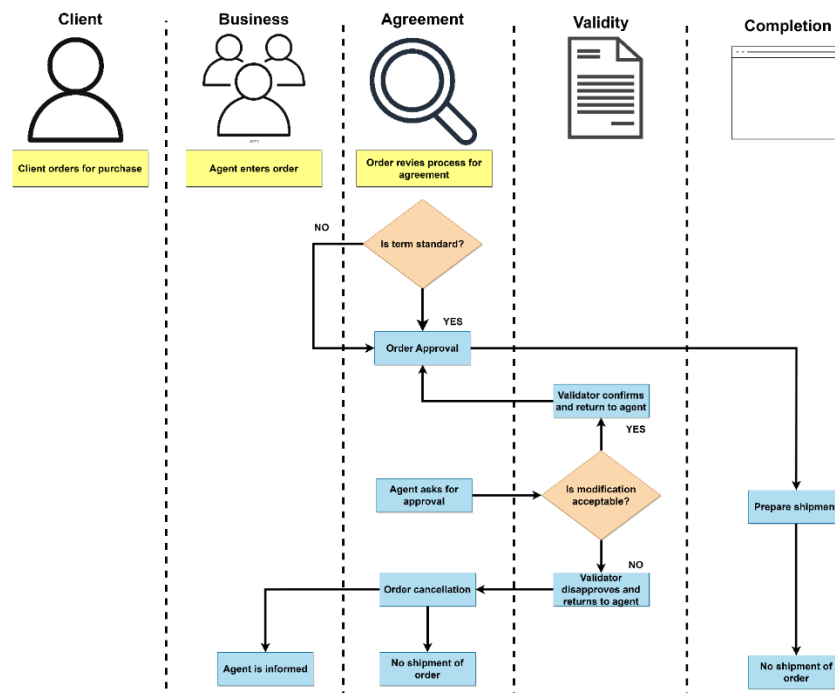 Client
Business
Agreement
Validity
Completion
Client orders for purchase
Agent enters order
Order revies process for
agreement
NO
Is term standard?
YES
Order Approval
Validator confirms
and return to agent
YES
Agent asks for
approval
Is modification
acceptable?
Prepare shipment
NO
Order cancellation
Validator
disapproves and
returns to agent
Agent is informed
No shipment of
order
No shipment of
order